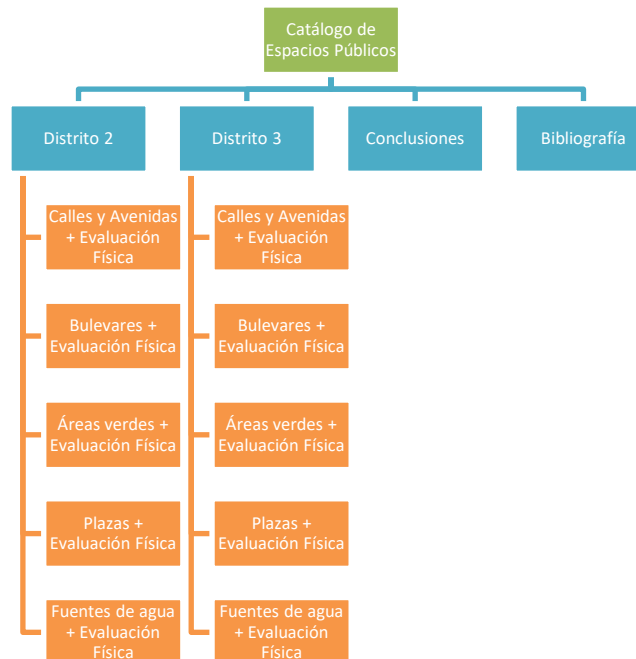 Catálogo de
Espacios Públicos
Distrito 2
Distrito 3
Conclusiones
Bibliografía
Calles y Avenidas
+ Evaluación
Física
Calles y Avenidas
+ Evaluación
Física
Bulevares +
Evaluación Física
Bulevares +
Evaluación Física
Áreas verdes +
Evaluación Física
Áreas verdes +
Evaluación Física
Plazas +
Evaluación Física
Plazas +
Evaluación Física
Fuentes de agua
+ Evaluación
Física
Fuentes de agua
+ Evaluación
Física